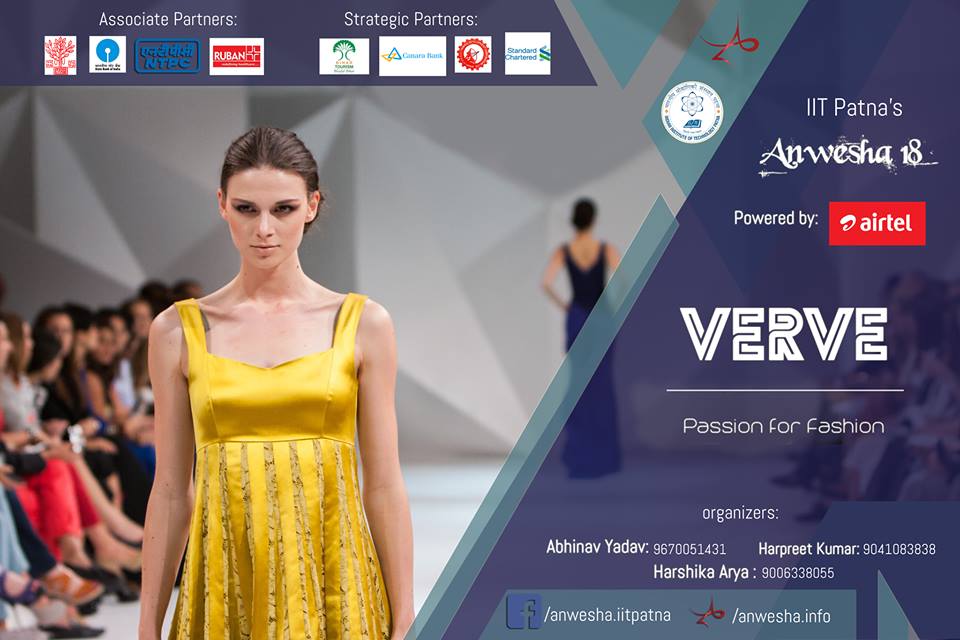 Associate Partners:
Strategic Partners:
एनटीपीसी
NTPC
RUBAN
BIHAR
TOURISM
Canara Bank
Standard
Chartered
IIT Patna's
Anwesha 18
Powered by:
airtel
VERVE
Passion for Fashion
organizers:
Abhinav Yadav: 9670051431
Harpreet Kumar: 9041083838
Harshika Arya : 9006338055
/anwesha.iitpatna
/anwesha.info